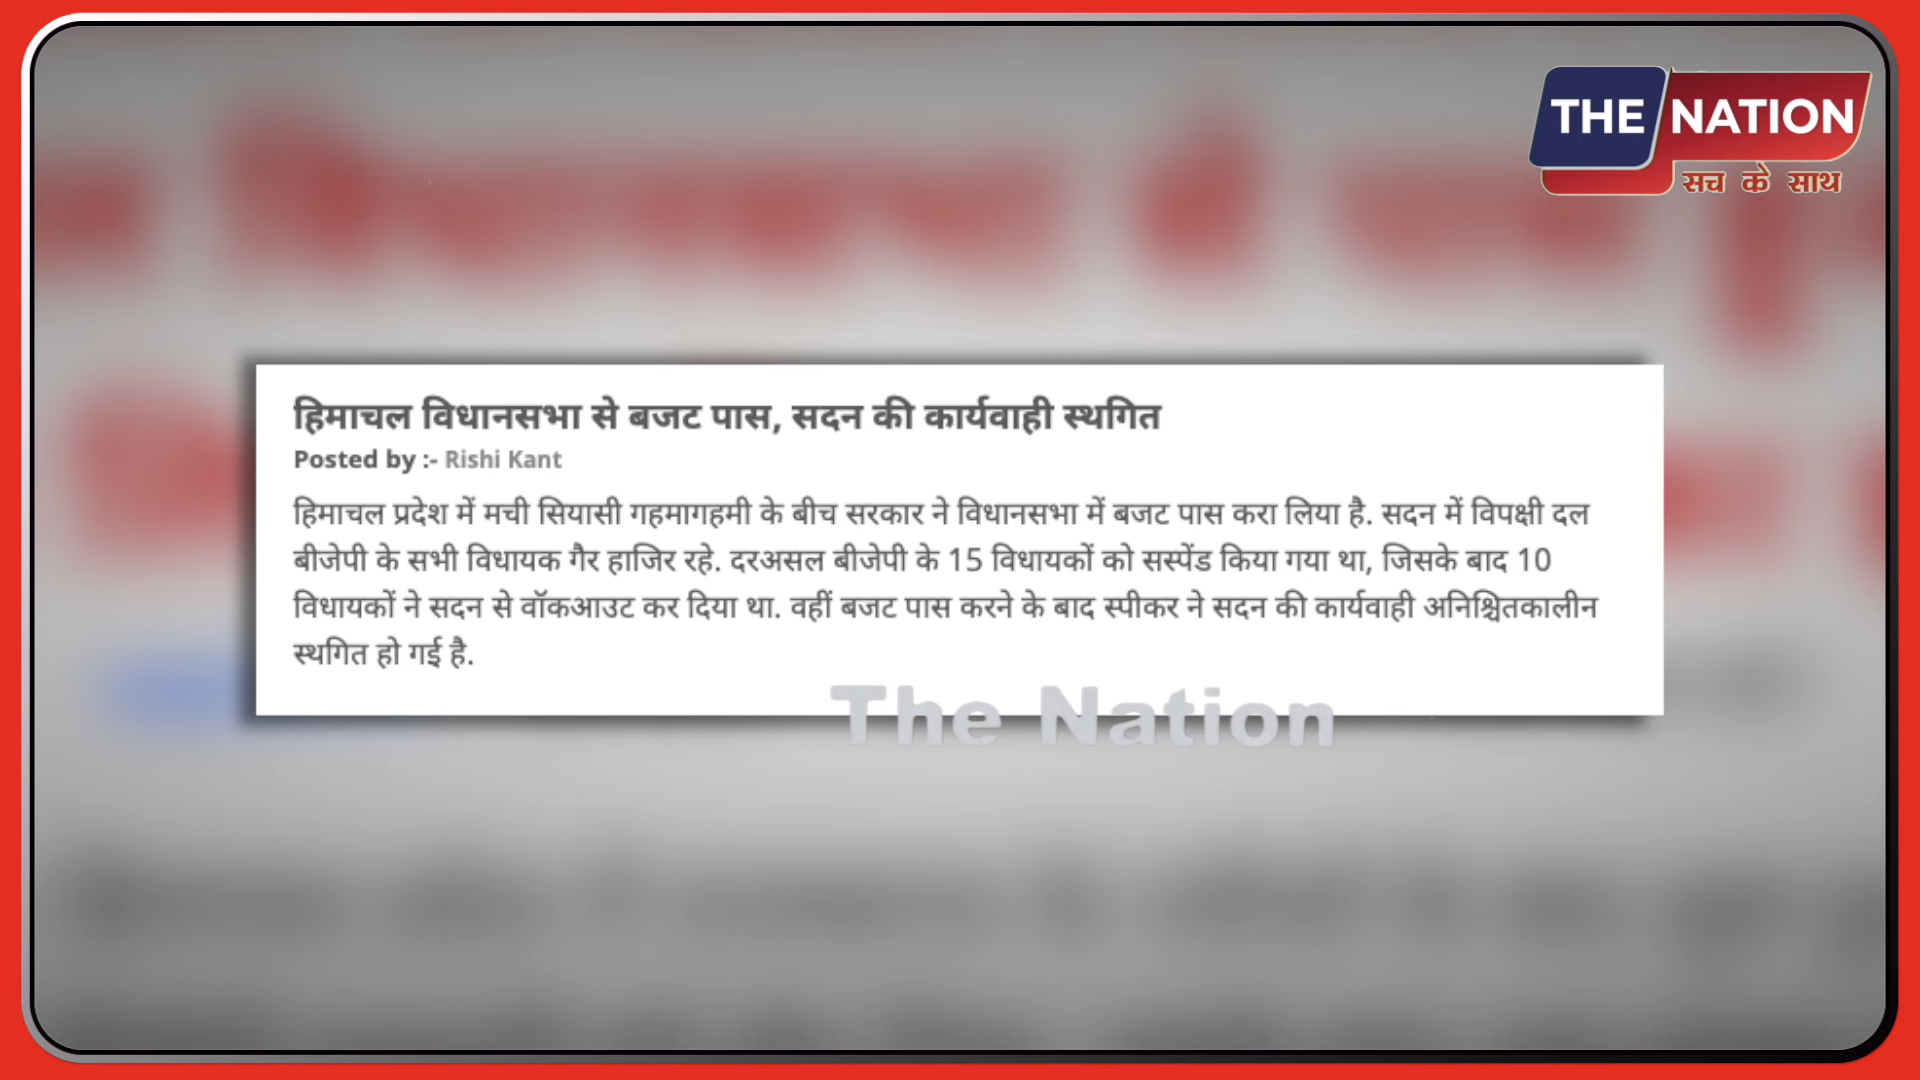 THE NATION
सच के साथ
हिमाचल विधानसभा से बजट पास, सदन की कार्यवाही स्थगित
Posted by :- Rishi Kant
हिमाचल प्रदेश में मची सियासी गहमागहमी के बीच सरकार ने विधानसभा में बजट पास करा लिया है. सदन में विपक्षी दल
बीजेपी के सभी विधायक गैर हाजिर रहे. दरअसल बीजेपी के 15 विधायकों को सस्पेंड किया गया था, जिसके बाद 10
विधायकों ने सदन से वॉकआउट कर दिया था. वहीं बजट पास करने के बाद स्पीकर ने सदन की कार्यवाही अनिश्चितकालीन
स्थगित हो गई है.
The Nation